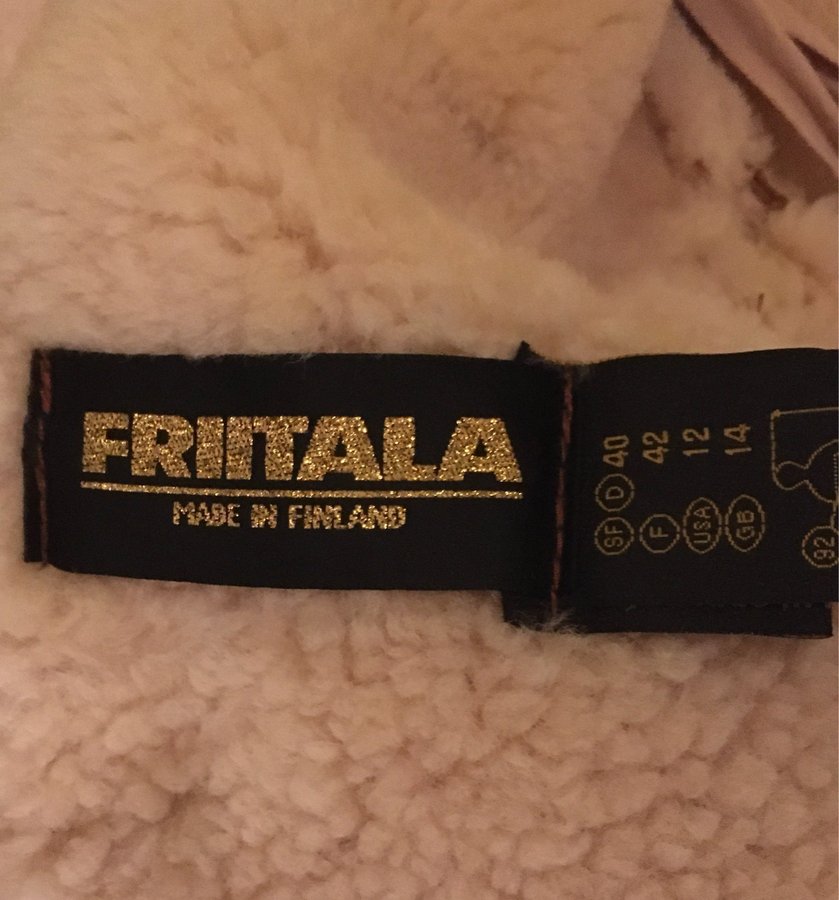 FRIITALA
MADE IN FINLAND
SF D 40
F 42
USA 12
GB 14
92